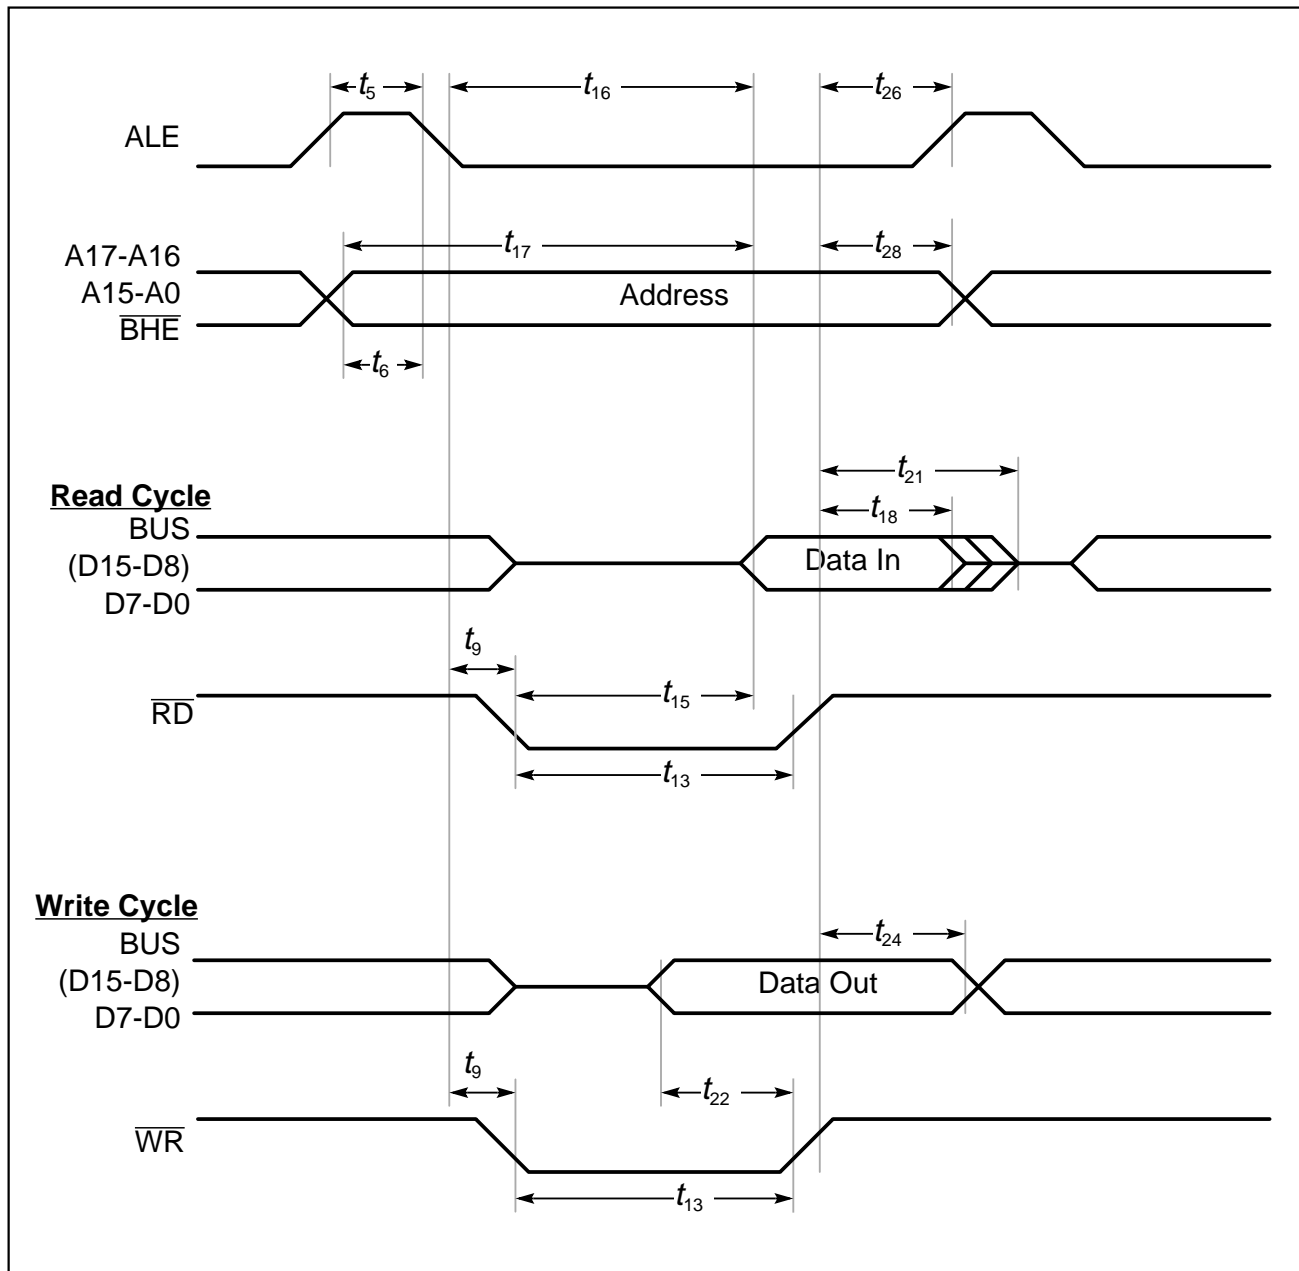 t5
t16
t26
ALE
t17
t28
A17-A16
A15-A0
Address
BHE
t6
t21
Read Cycle
t18
BUS
(D15-D8)
Data In
D7-D0
t9
t15
RD
t13
Write Cycle
t24
BUS
(D15-D8)
Data Out
D7-D0
t9
t22
WR
t13